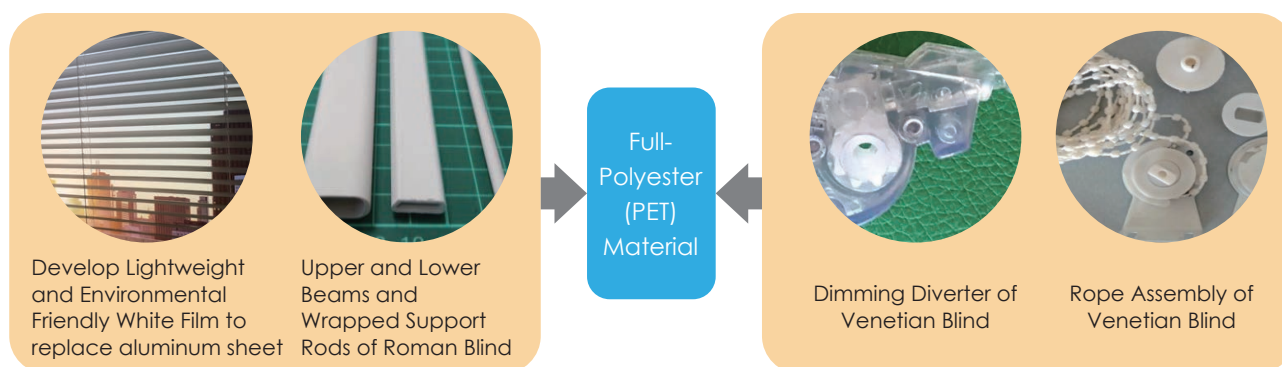 Develop Lightweight
and Environmental
Friendly White Film to
replace aluminum sheet
Upper and Lower
Beams and
Wrapped Support
Rods of Roman Blind
Full-
Polyester
(PET)
Material
Dimming Diverter of
Venetian Blind
Rope Assembly of
Venetian Blind